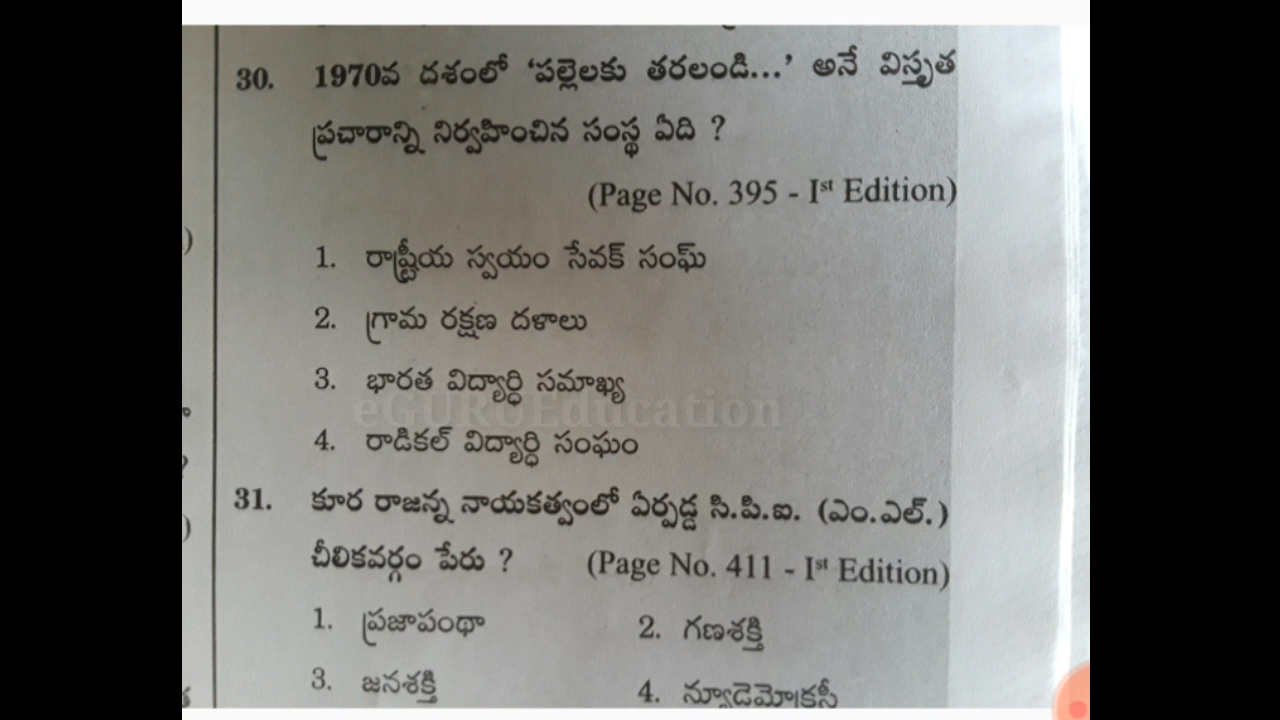 30. 1970వ దశంలో ‘పల్లెలకు తరలండి...’ అనే విస్తృత
ప్రచారాన్ని నిర్వహించిన సంస్థ ఏది ?
(Page No. 395 - Ist Edition)
1. రాష్ట్రీయ స్వయం సేవక్ సంఘ్
2. గ్రామ రక్షణ దళాలు
3. భారత విద్యార్థి సమాఖ్య
eGURUEducation
4. రాడికల్ విద్యార్థి సంఘం
31. కూర రాజన్న నాయకత్వంలో ఏర్పడ్డ సి.పి.ఐ. (ఎం.ఎల్.)
చీలికవర్గం పేరు ? (Page No. 411 - Ist Edition)
1. ప్రజాపంథా 2. గణశక్తి
3. జనశక్తి 4. న్యూడెమోక్రసీ